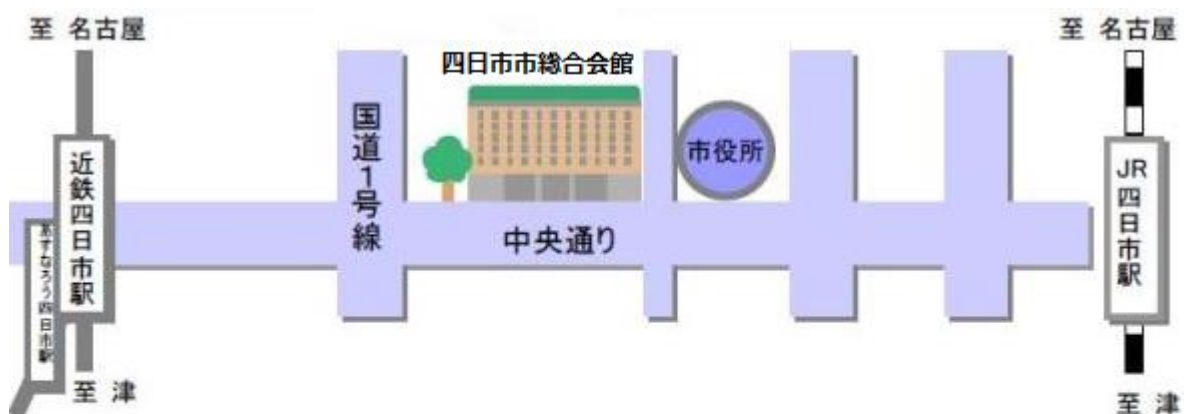 至 名古屋
至 名古屋
四日市市総合会館
国道1号線
市役所
近鉄四日市駅
JR四日市駅
あすなろう四日市駅
中央通り
至 津
至 津